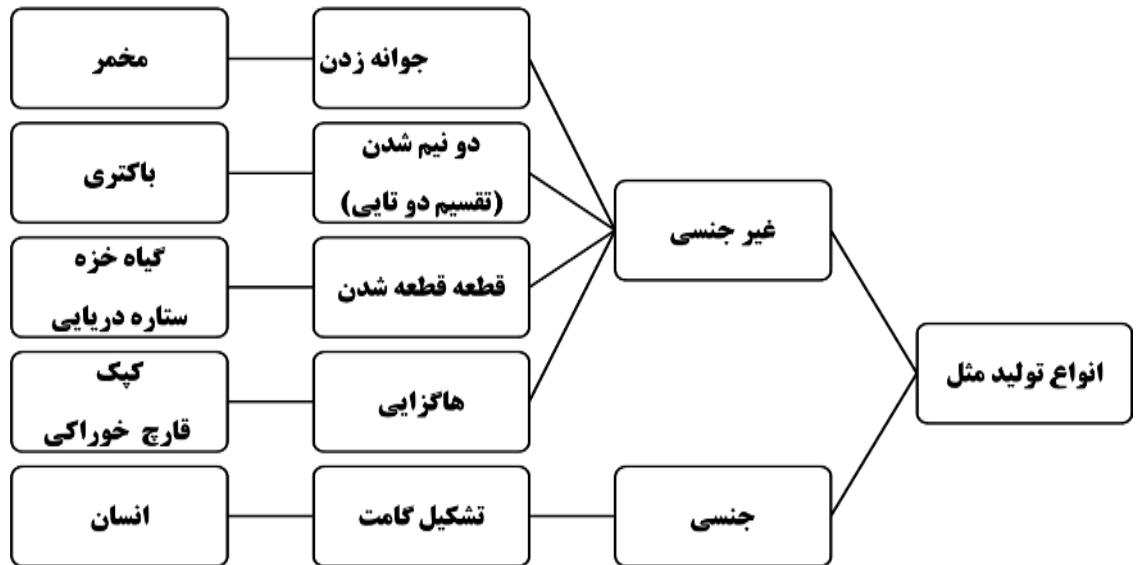 انواع تولید مثل
غیر جنسی
جوانه زدن
مخمر
دو نیم شدن
(تقسیم دو تایی)
باکتری
قطعه قطعه شدن
گیاه خزه
ستاره دریایی
هاگزایی
کپک
قارچ خوراکی
جنسی
تشکیل گامت
انسان